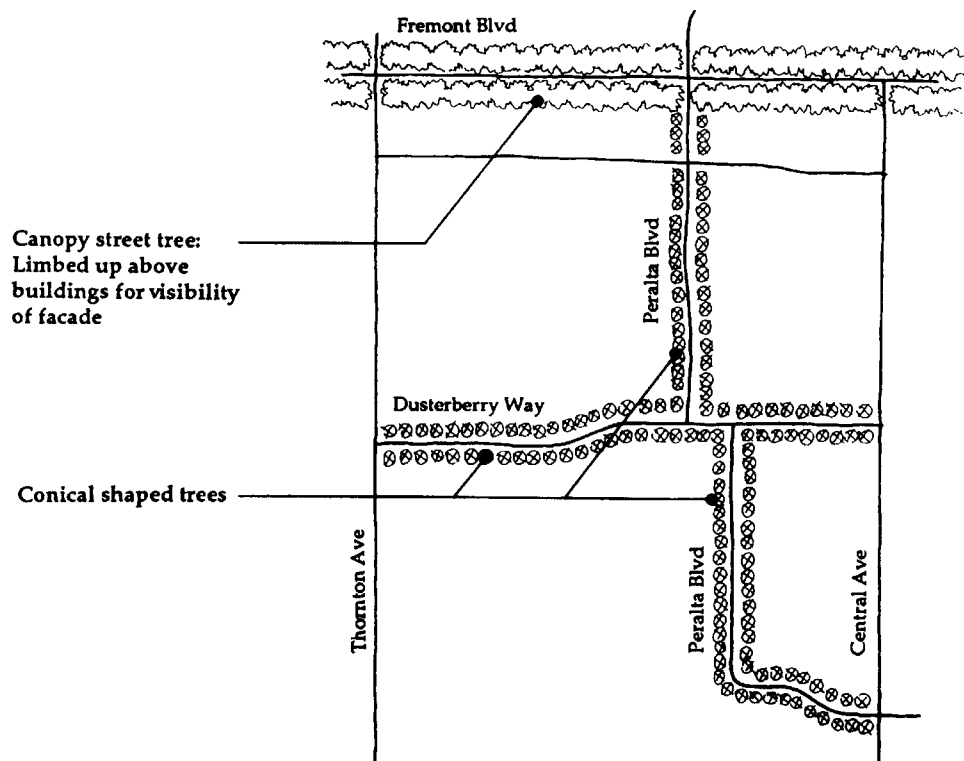 Fremont Blvd
Canopy street tree:
Limbed up above
buildings for visibility
of facade
Peralta Blvd
Dusterberry Way
Conical shaped trees
Thornton Ave
Peralta Blvd
Central Ave